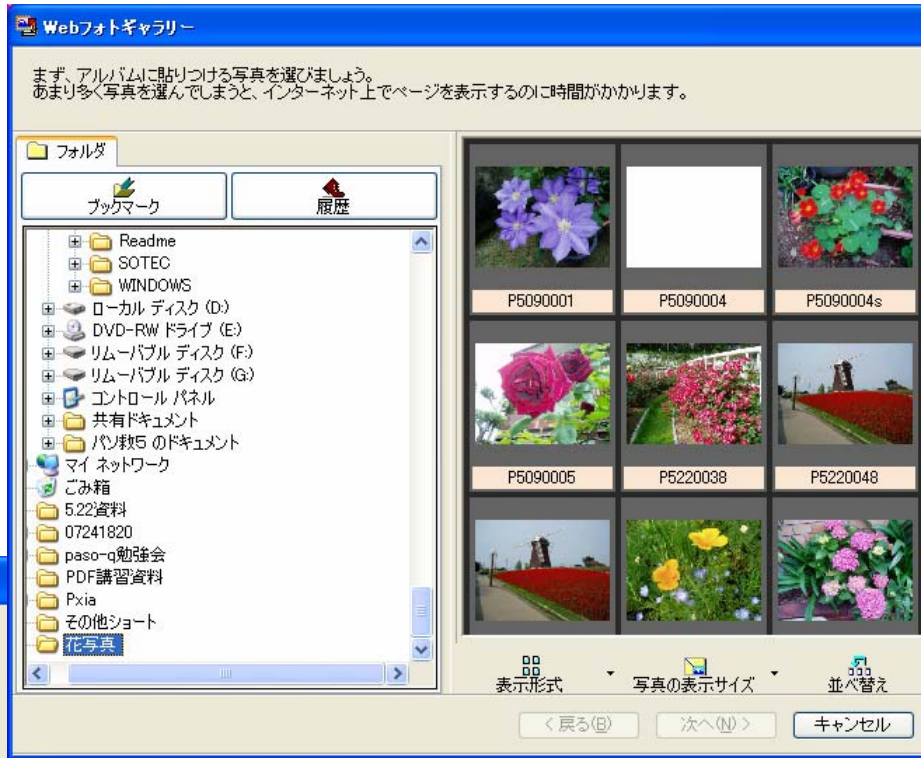 Webフォトギャラリー
まず、アルバムに貼りつける写真を選びましょう。
あまり多く写真を選んでしまうと、インターネット上でページを表示するのに時間がかかります。
フォルダ
ブックマーク
履歴
Readme
SOTEC
WINDOWS
ローカル ディスク (D:)
DVD-RW ドライブ (E:)
リムーバブル ディスク (F:)
リムーバブル ディスク (G:)
コントロール パネル
共有ドキュメント
パソ救5 のドキュメント
マイ ネットワーク
ごみ箱
5.22資料
07241820
paso-q勉強会
PDF講習資料
Pxia
その他ショート
花写真
P5090001
P5090004
P5090004s
P5090005
P5220038
P5220048
表示形式
写真の表示サイズ
並べ替え
< 戻る(B)
次へ(N) >
キャンセル